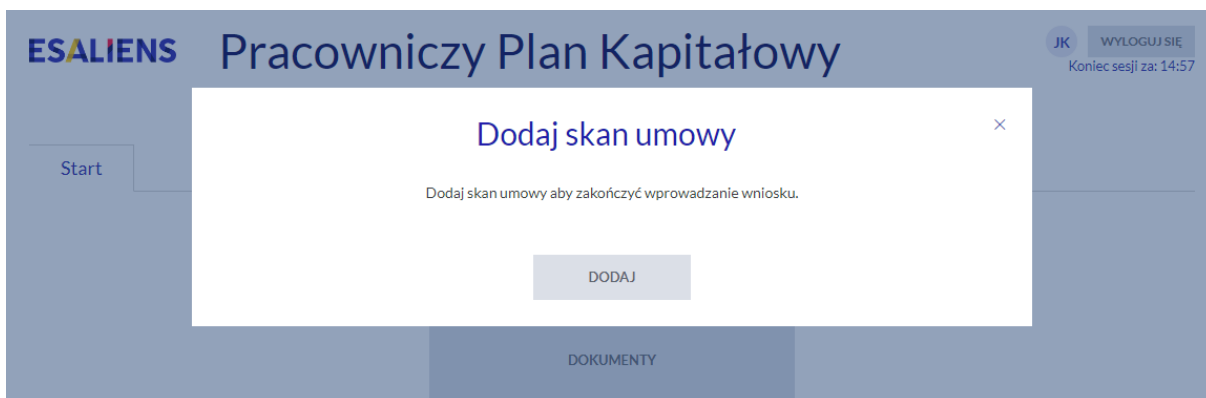 ESALIENS
Pracowniczy Plan Kapitałowy
JK
WYLOGUJ SIĘ
Koniec sesji za: 14:57
Start
Dodaj skan umowy
×
Dodaj skan umowy aby zakończyć wprowadzanie wniosku.
DODAJ
DOKUMENTY